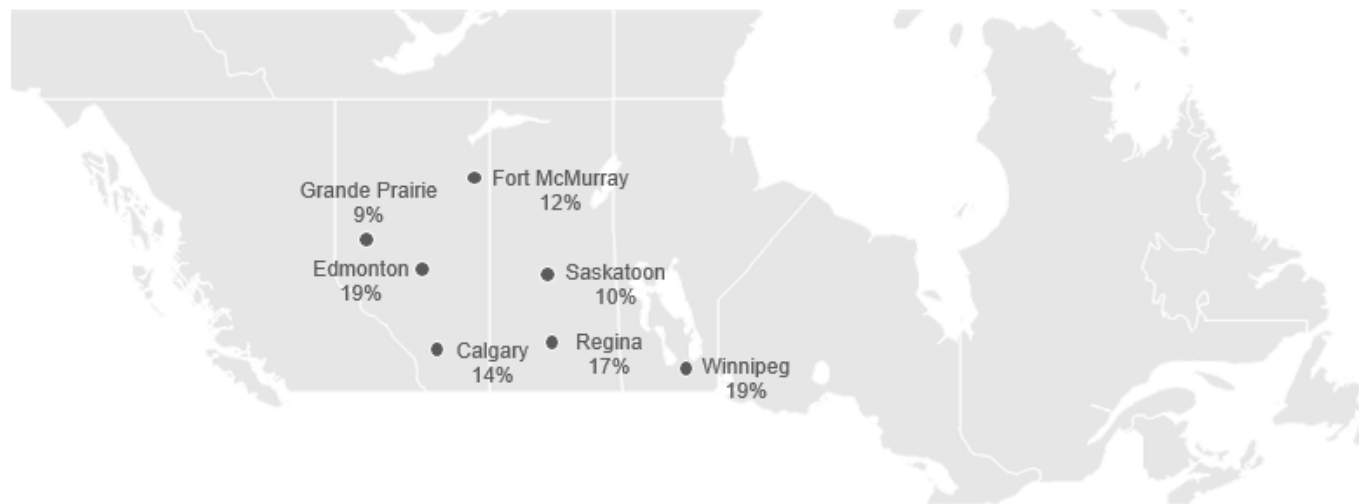 Fort McMurray
12%
Grande Prairie
9%
Edmonton
19%
Saskatoon
10%
Calgary
14%
Regina
17%
Winnipeg
19%